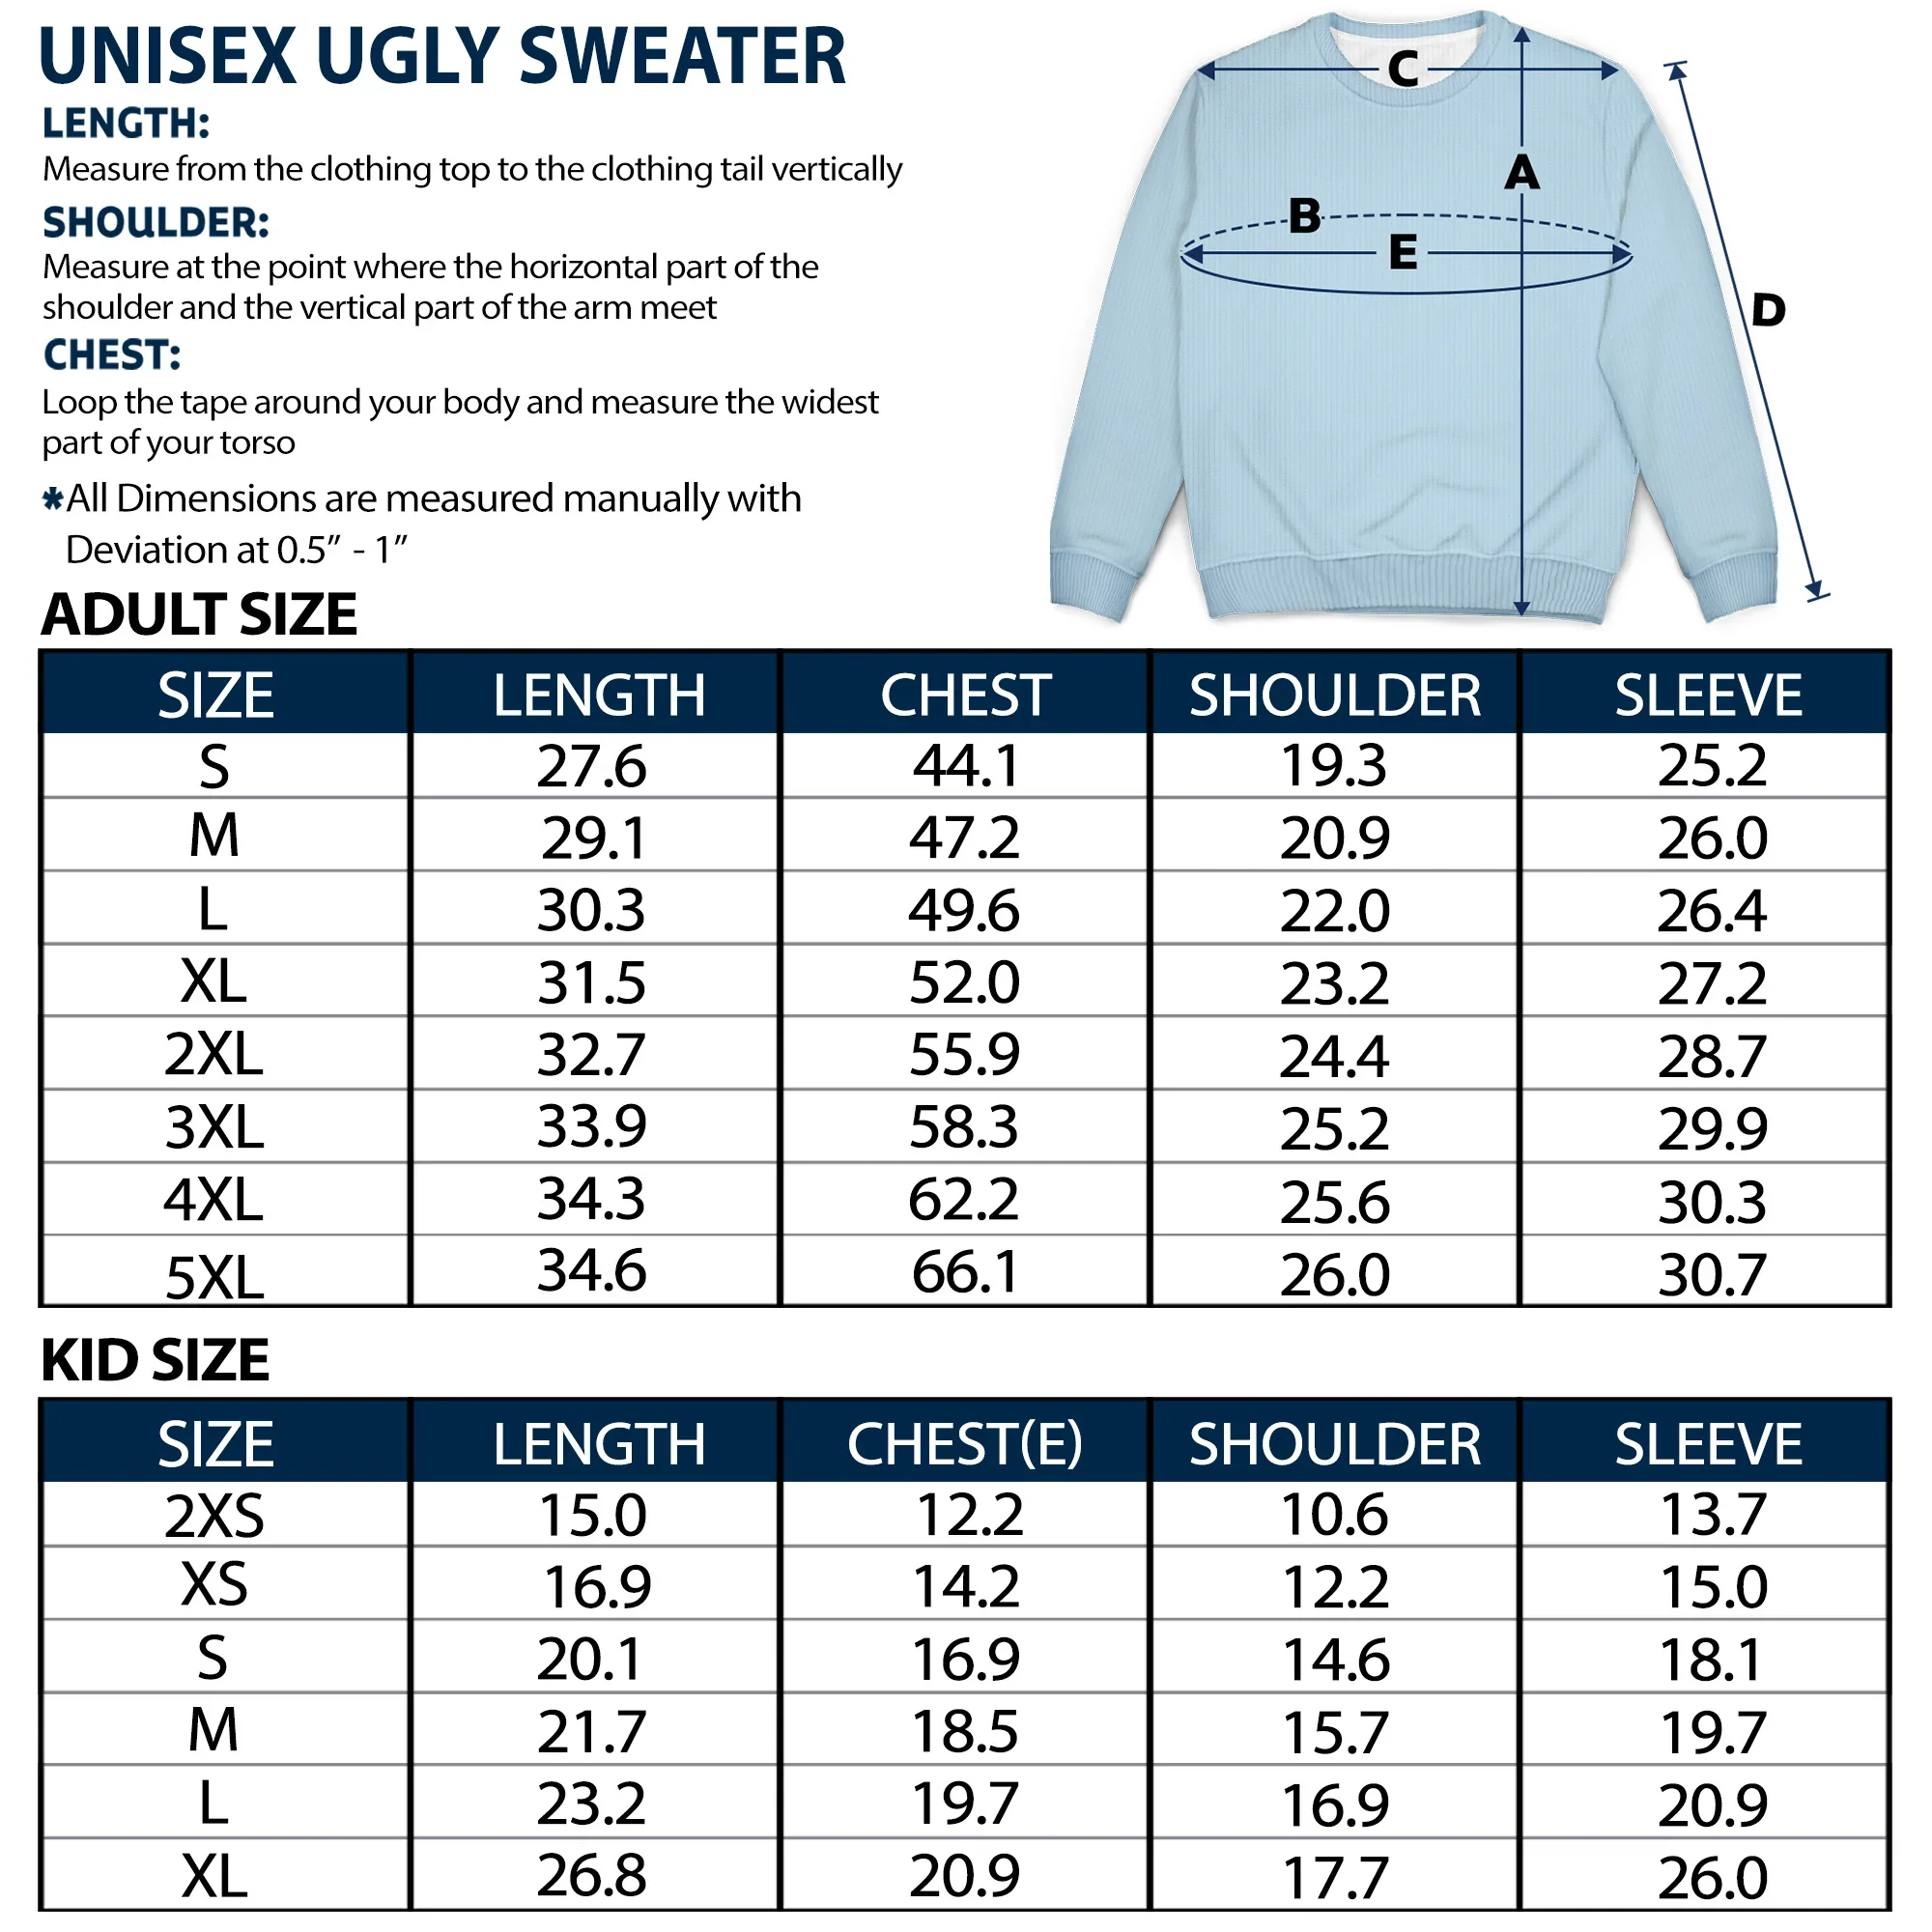 UNISEX UGLY SWEATER
LENGTH:
Measure from the clothing top to the clothing tail vertically
SHOULDER:
Measure at the point where the horizontal part of the
shoulder and the vertical part of the arm meet
CHEST:
Loop the tape around your body and measure the widest
part of your torso
*All Dimensions are measured manually with
Deviation at 0.5” - 1”
C
A
B
E
D
ADULT SIZE
SIZE LENGTH CHEST SHOULDER SLEEVE
S 27.6 44.1 19.3 25.2
M 29.1 47.2 20.9 26.0
L 30.3 49.6 22.0 26.4
XL 31.5 52.0 23.2 27.2
2XL 32.7 55.9 24.4 28.7
3XL 33.9 58.3 25.2 29.9
4XL 34.3 62.2 25.6 30.3
5XL 34.6 66.1 26.0 30.7
KID SIZE
SIZE LENGTH CHEST(E) SHOULDER SLEEVE
2XS 15.0 12.2 10.6 13.7
XS 16.9 14.2 12.2 15.0
S 20.1 16.9 14.6 18.1
M 21.7 18.5 15.7 19.7
L 23.2 19.7 16.9 20.9
XL 26.8 20.9 17.7 26.0